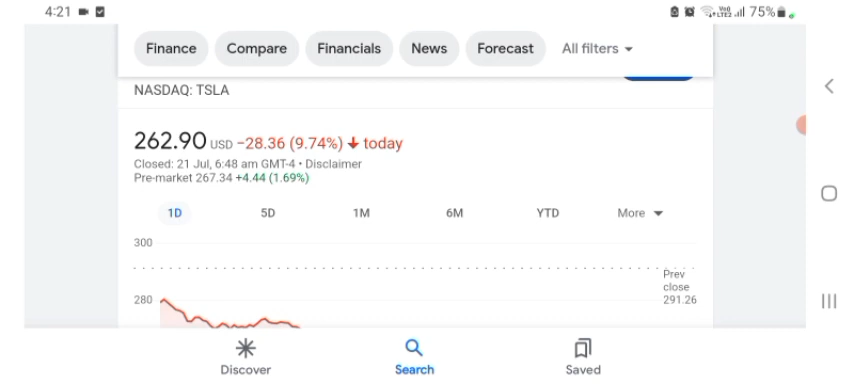 4:21 Vo) LTE2 75%
Finance Compare Financials News Forecast All filters
NASDAQ: TSLA
262.90 USD −28.36 (9.74%) today
Closed: 21 Jul, 6:48 am GMT-4 • Disclaimer
Pre-market 267.34 +4.44 (1.69%)
1D 5D 1M 6M YTD More
300
Prev
close
280 291.26
Discover Search Saved